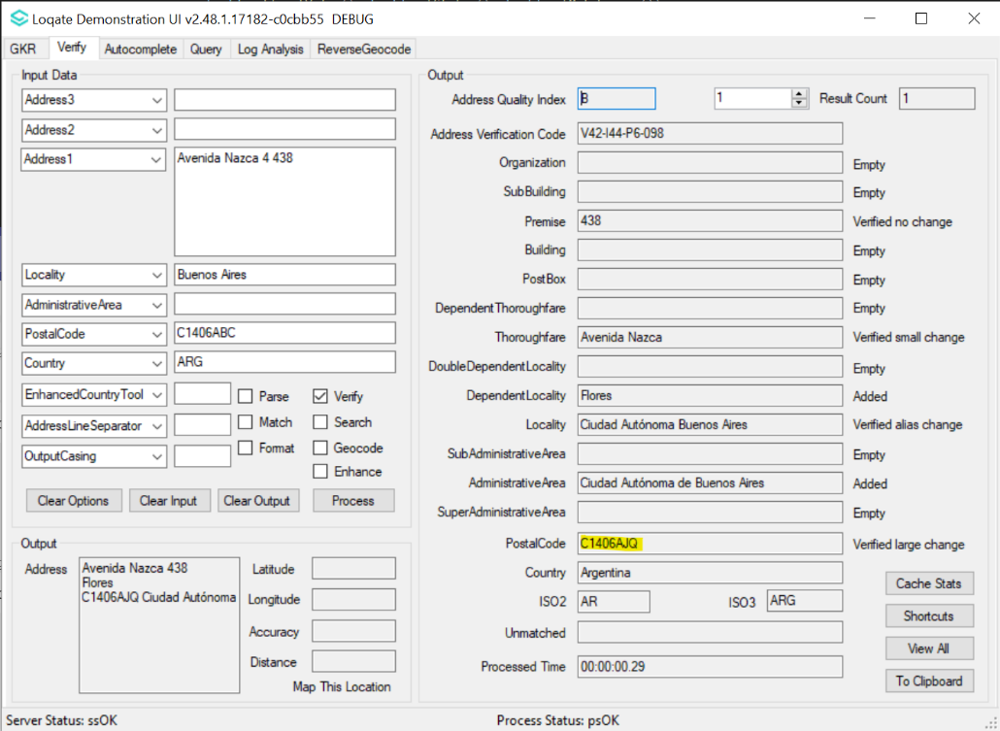 Loqate Demonstration UI v2.48.1.17182-c0cbb55 DEBUG
GKR Verify Autocomplete Query Log Analysis ReverseGeocode
Input Data
Address3
Address2
Address1 Avenida Nazca 4 438
Locality Buenos Aires
AdministrativeArea
PostalCode C1406ABC
Country ARG
EnhancedCountryTool Parse Verify
AddressLineSeparator Match Search
OutputCasing Format Geocode
Enhance
Clear Options Clear Input Clear Output Process
Output
Address Avenida Nazca 438
Flores
C1406AJQ Ciudad Autónoma
Latitude
Longitude
Accuracy
Distance
Map This Location
Output
Address Quality Index B 1 Result Count 1
Address Verification Code V42-I44-P6-098
Organization Empty
SubBuilding Empty
Premise 438 Verified no change
Building Empty
PostBox Empty
DependentThoroughfare Empty
Thoroughfare Avenida Nazca Verified small change
DoubleDependentLocality Empty
DependentLocality Flores Added
Locality Ciudad Autónoma Buenos Aires Verified alias change
SubAdministrativeArea Empty
AdministrativeArea Ciudad Autónoma de Buenos Aires Added
SuperAdministrativeArea Empty
PostalCode C1406AJQ Verified large change
Country Argentina
ISO2 AR ISO3 ARG
Unmatched
Processed Time 00:00:00.29
Cache Stats
Shortcuts
View All
To Clipboard
Server Status: ssOK Process Status: psOK